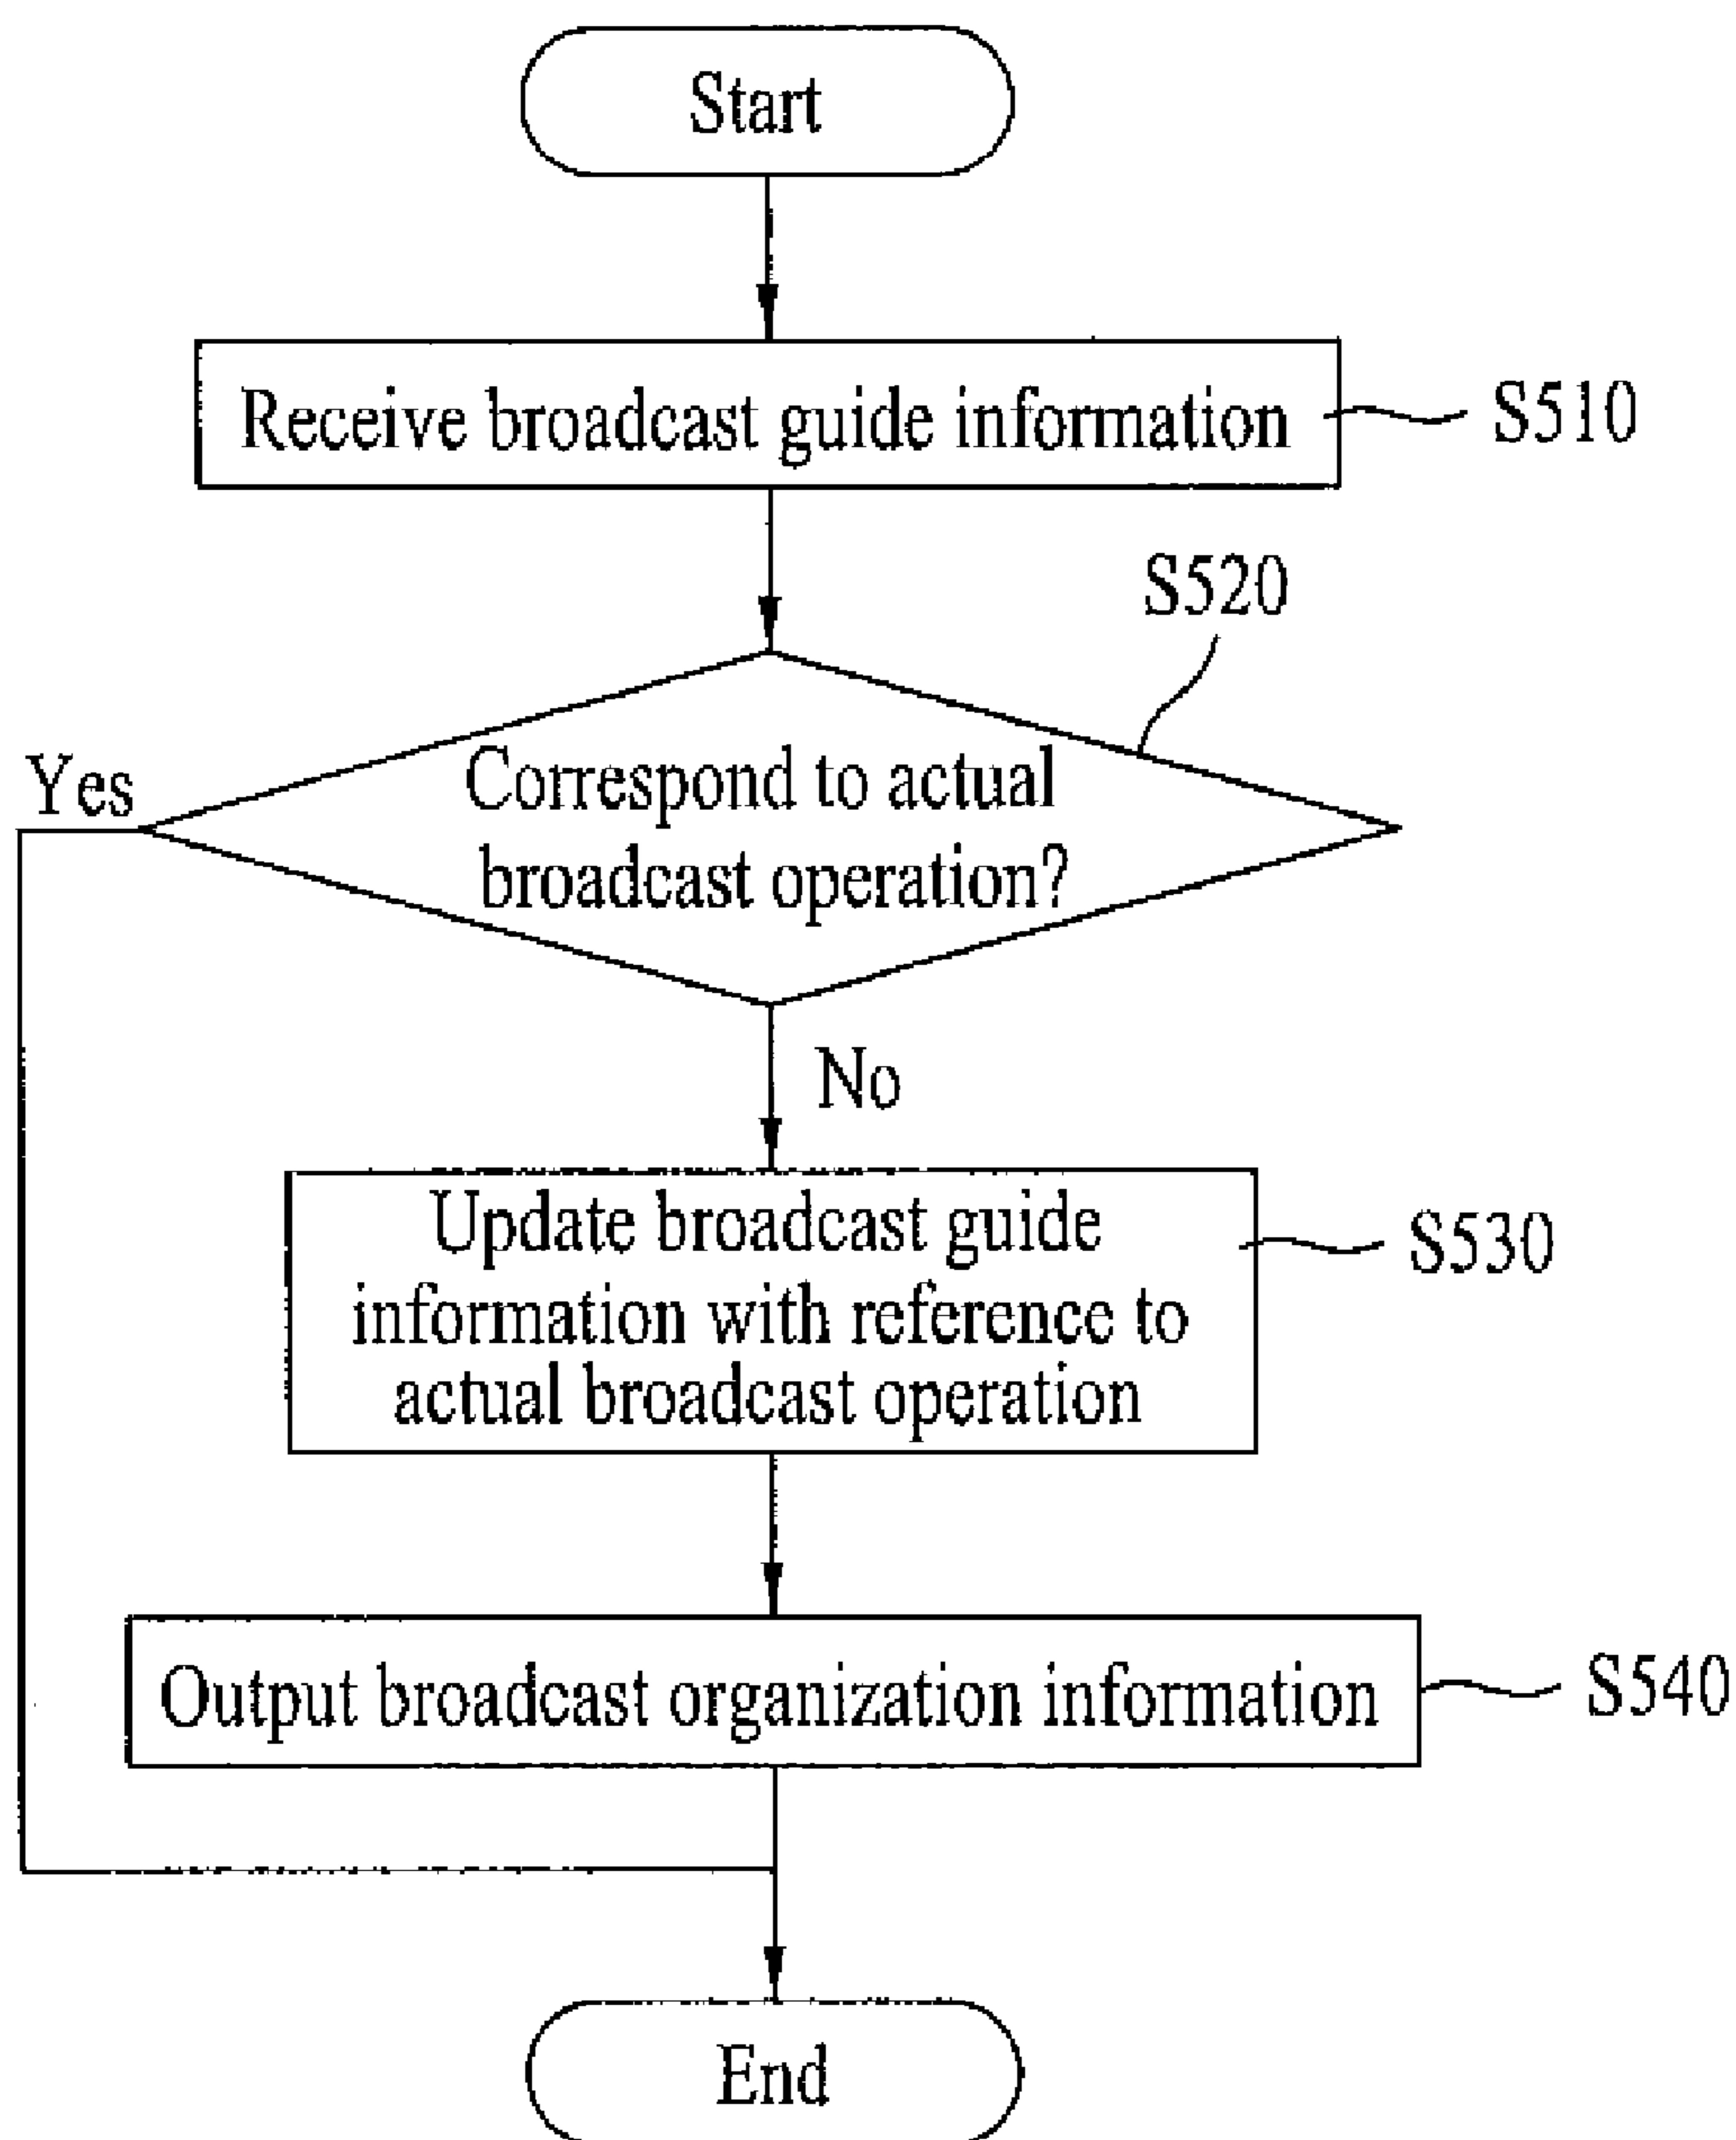 Start
Receive broadcast guide information
S510
S520
Yes
Correspond to actual
broadcast operation?
No
Update broadcast guide
information with reference to
actual broadcast operation
S530
Output broadcast organization information
S540
End